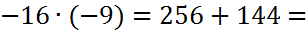 −16 · (−9) = 256 + 144 =